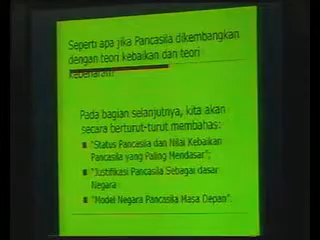 Seperti apa jika Pancasila dikembangkan
dengan teori kebaikan dan teori
kebenaran?
Pada bagian selanjutnya, kita akan
secara berturut-turut membahas:
"Status Pancasila dan Nilai Kebaikan
Pancasila yang Paling Mendasar";
"Justifikasi Pancasila Sebagai dasar
Negara
"Model Negara Pancasila Masa Depan".